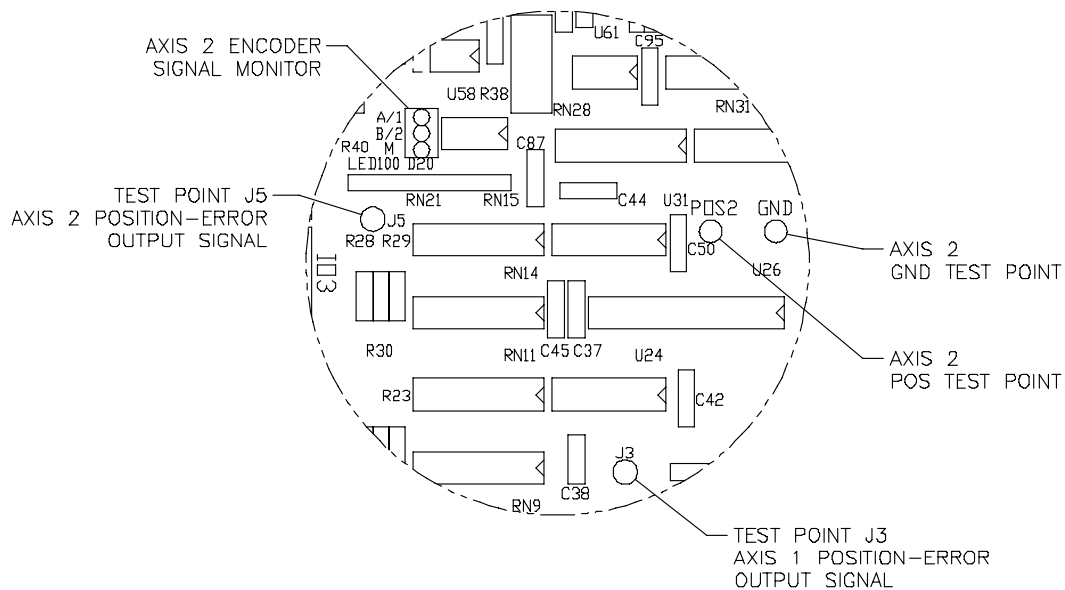 U61
C95
AXIS 2 ENCODER
SIGNAL MONITOR
U58 R38
RN28
RN31
A/1
B/2
M
R40
C87
LED100 D20
RN21
RN15
C44
U31
TEST POINT J5
AXIS 2 POSITION-ERROR
OUTPUT SIGNAL
J5
POS2
GND
R28 R29
C50
AXIS 2
GND TEST POINT
RN14
U26
IO3
R30
RN11
C45 C37
U24
AXIS 2
POS TEST POINT
R23
C42
J3
RN9
C38
TEST POINT J3
AXIS 1 POSITION-ERROR
OUTPUT SIGNAL